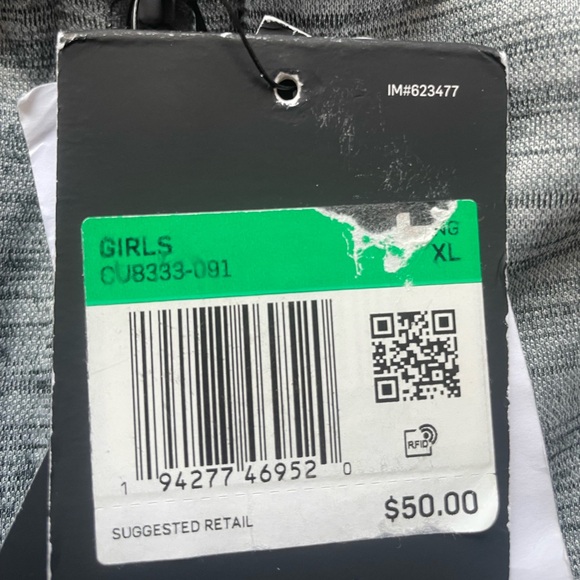 IM#623477
GIRLS
CU8333-091
XL
RFID
1 94277 46952 0
SUGGESTED RETAIL
$50.00